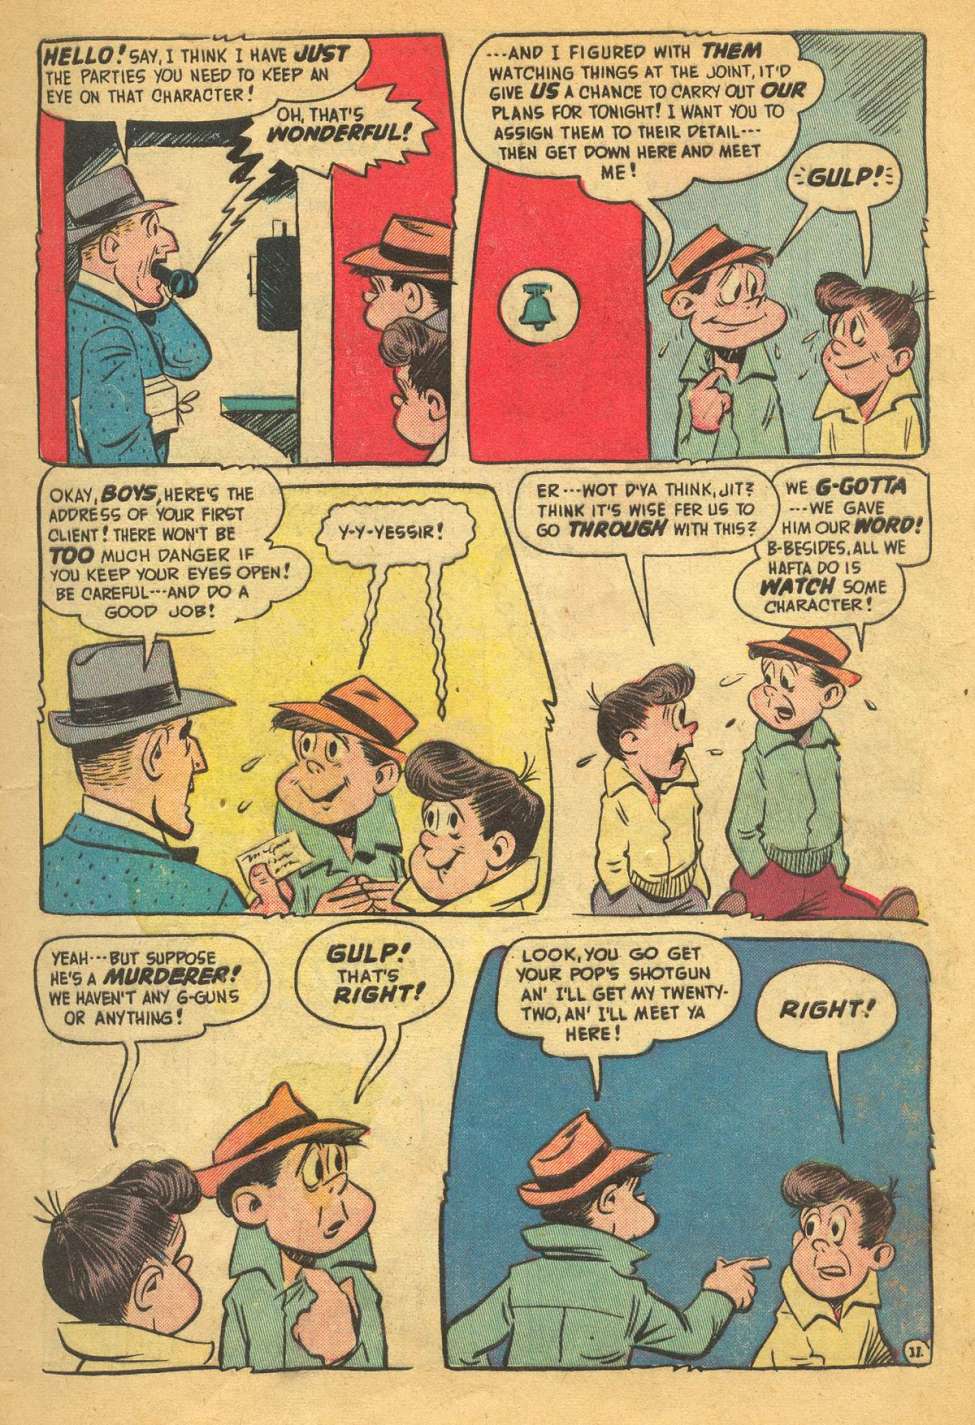 HELLO! SAY, I THINK I HAVE JUST
THE PARTIES YOU NEED TO KEEP AN
EYE ON THAT CHARACTER!
OH, THAT'S
WONDERFUL!
---AND I FIGURED WITH THEM
WATCHING THINGS AT THE JOINT, IT'D
GIVE US A CHANCE TO CARRY OUT OUR
PLANS FOR TONIGHT! I WANT YOU TO
ASSIGN THEM TO THEIR DETAIL---
THEN GET DOWN HERE AND MEET
ME!
GULP!
OKAY, BOYS, HERE'S THE
ADDRESS OF YOUR FIRST
CLIENT! THERE WON'T BE
TOO MUCH DANGER IF
YOU KEEP YOUR EYES OPEN!
BE CAREFUL---AND DO A
GOOD JOB!
Y-Y-YESSIR!
ER---WOT D'YA THINK, JIT?
THINK IT'S WISE FER US TO
GO THROUGH WITH THIS?
WE G-GOTTA
---WE GAVE
HIM OUR WORD!
B-BESIDES, ALL WE
HAFTA DO IS
WATCH SOME
CHARACTER!
YEAH---BUT SUPPOSE
HE'S A MURDERER!
WE HAVEN'T ANY G-GUNS
OR ANYTHING!
GULP!
THAT'S
RIGHT!
LOOK, YOU GO GET
YOUR POP'S SHOTGUN
AN' I'LL GET MY TWENTY-
TWO, AN' I'LL MEET YA
HERE!
RIGHT!
11